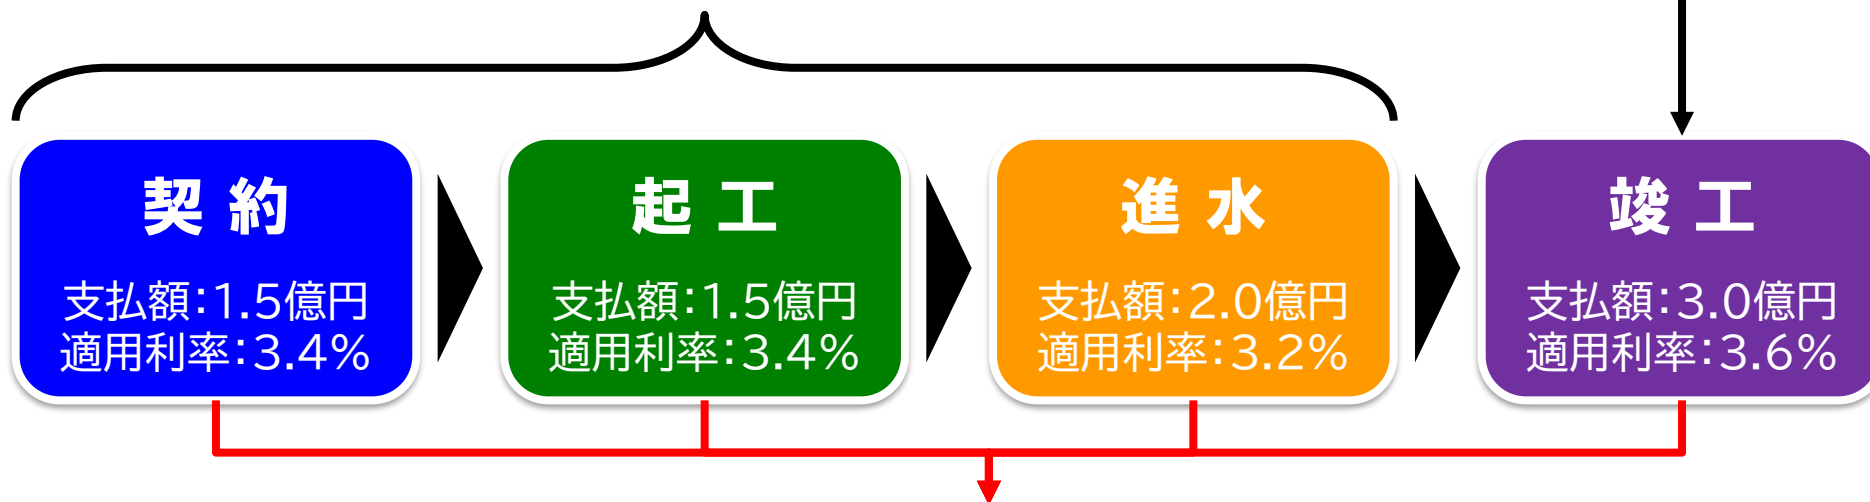 契約
支払額：1.5億円
適用利率：3.4%
起工
支払額：1.5億円
適用利率：3.4%
進水
支払額：2.0億円
適用利率：3.2%
竣工
支払額：3.0億円
適用利率：3.6%